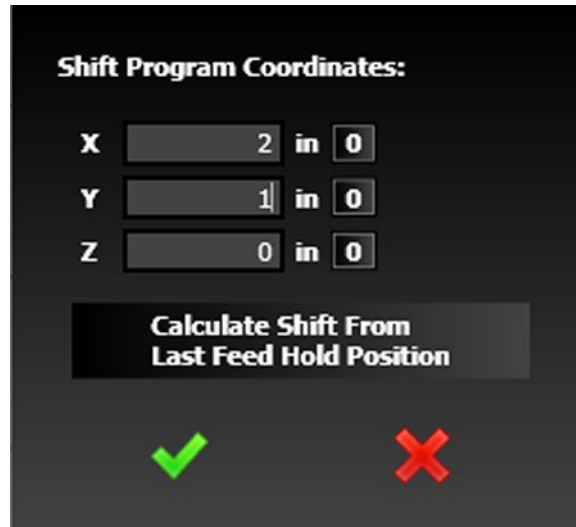 Shift Program Coordinates:
X 2 in 0
Y 1 in 0
Z 0 in 0
Calculate Shift From
Last Feed Hold Position